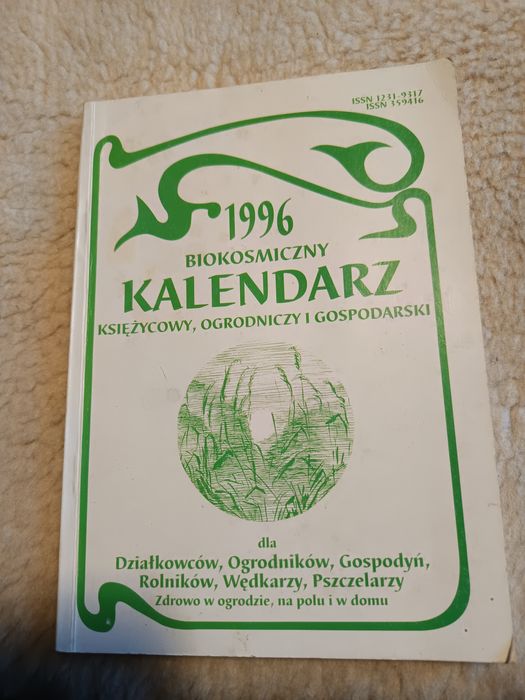 ISSN 1231-9317
ISSN 359416
1996
BIOKOSMICZNY
KALENDARZ
KSIĘŻYCOWY, OGRODNICZY I GOSPODARSKI
dla
Działkowców, Ogrodników, Gospodyń,
Rolników, Wędkarzy, Pszczelarzy
Zdrowo w ogrodzie, na polu i w domu